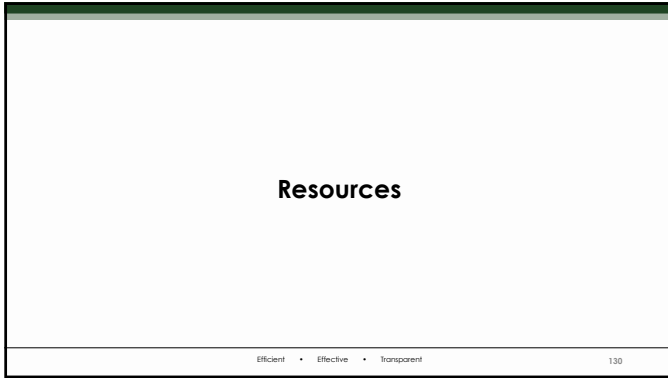 Resources
Efficient • Effective • Transparent
130